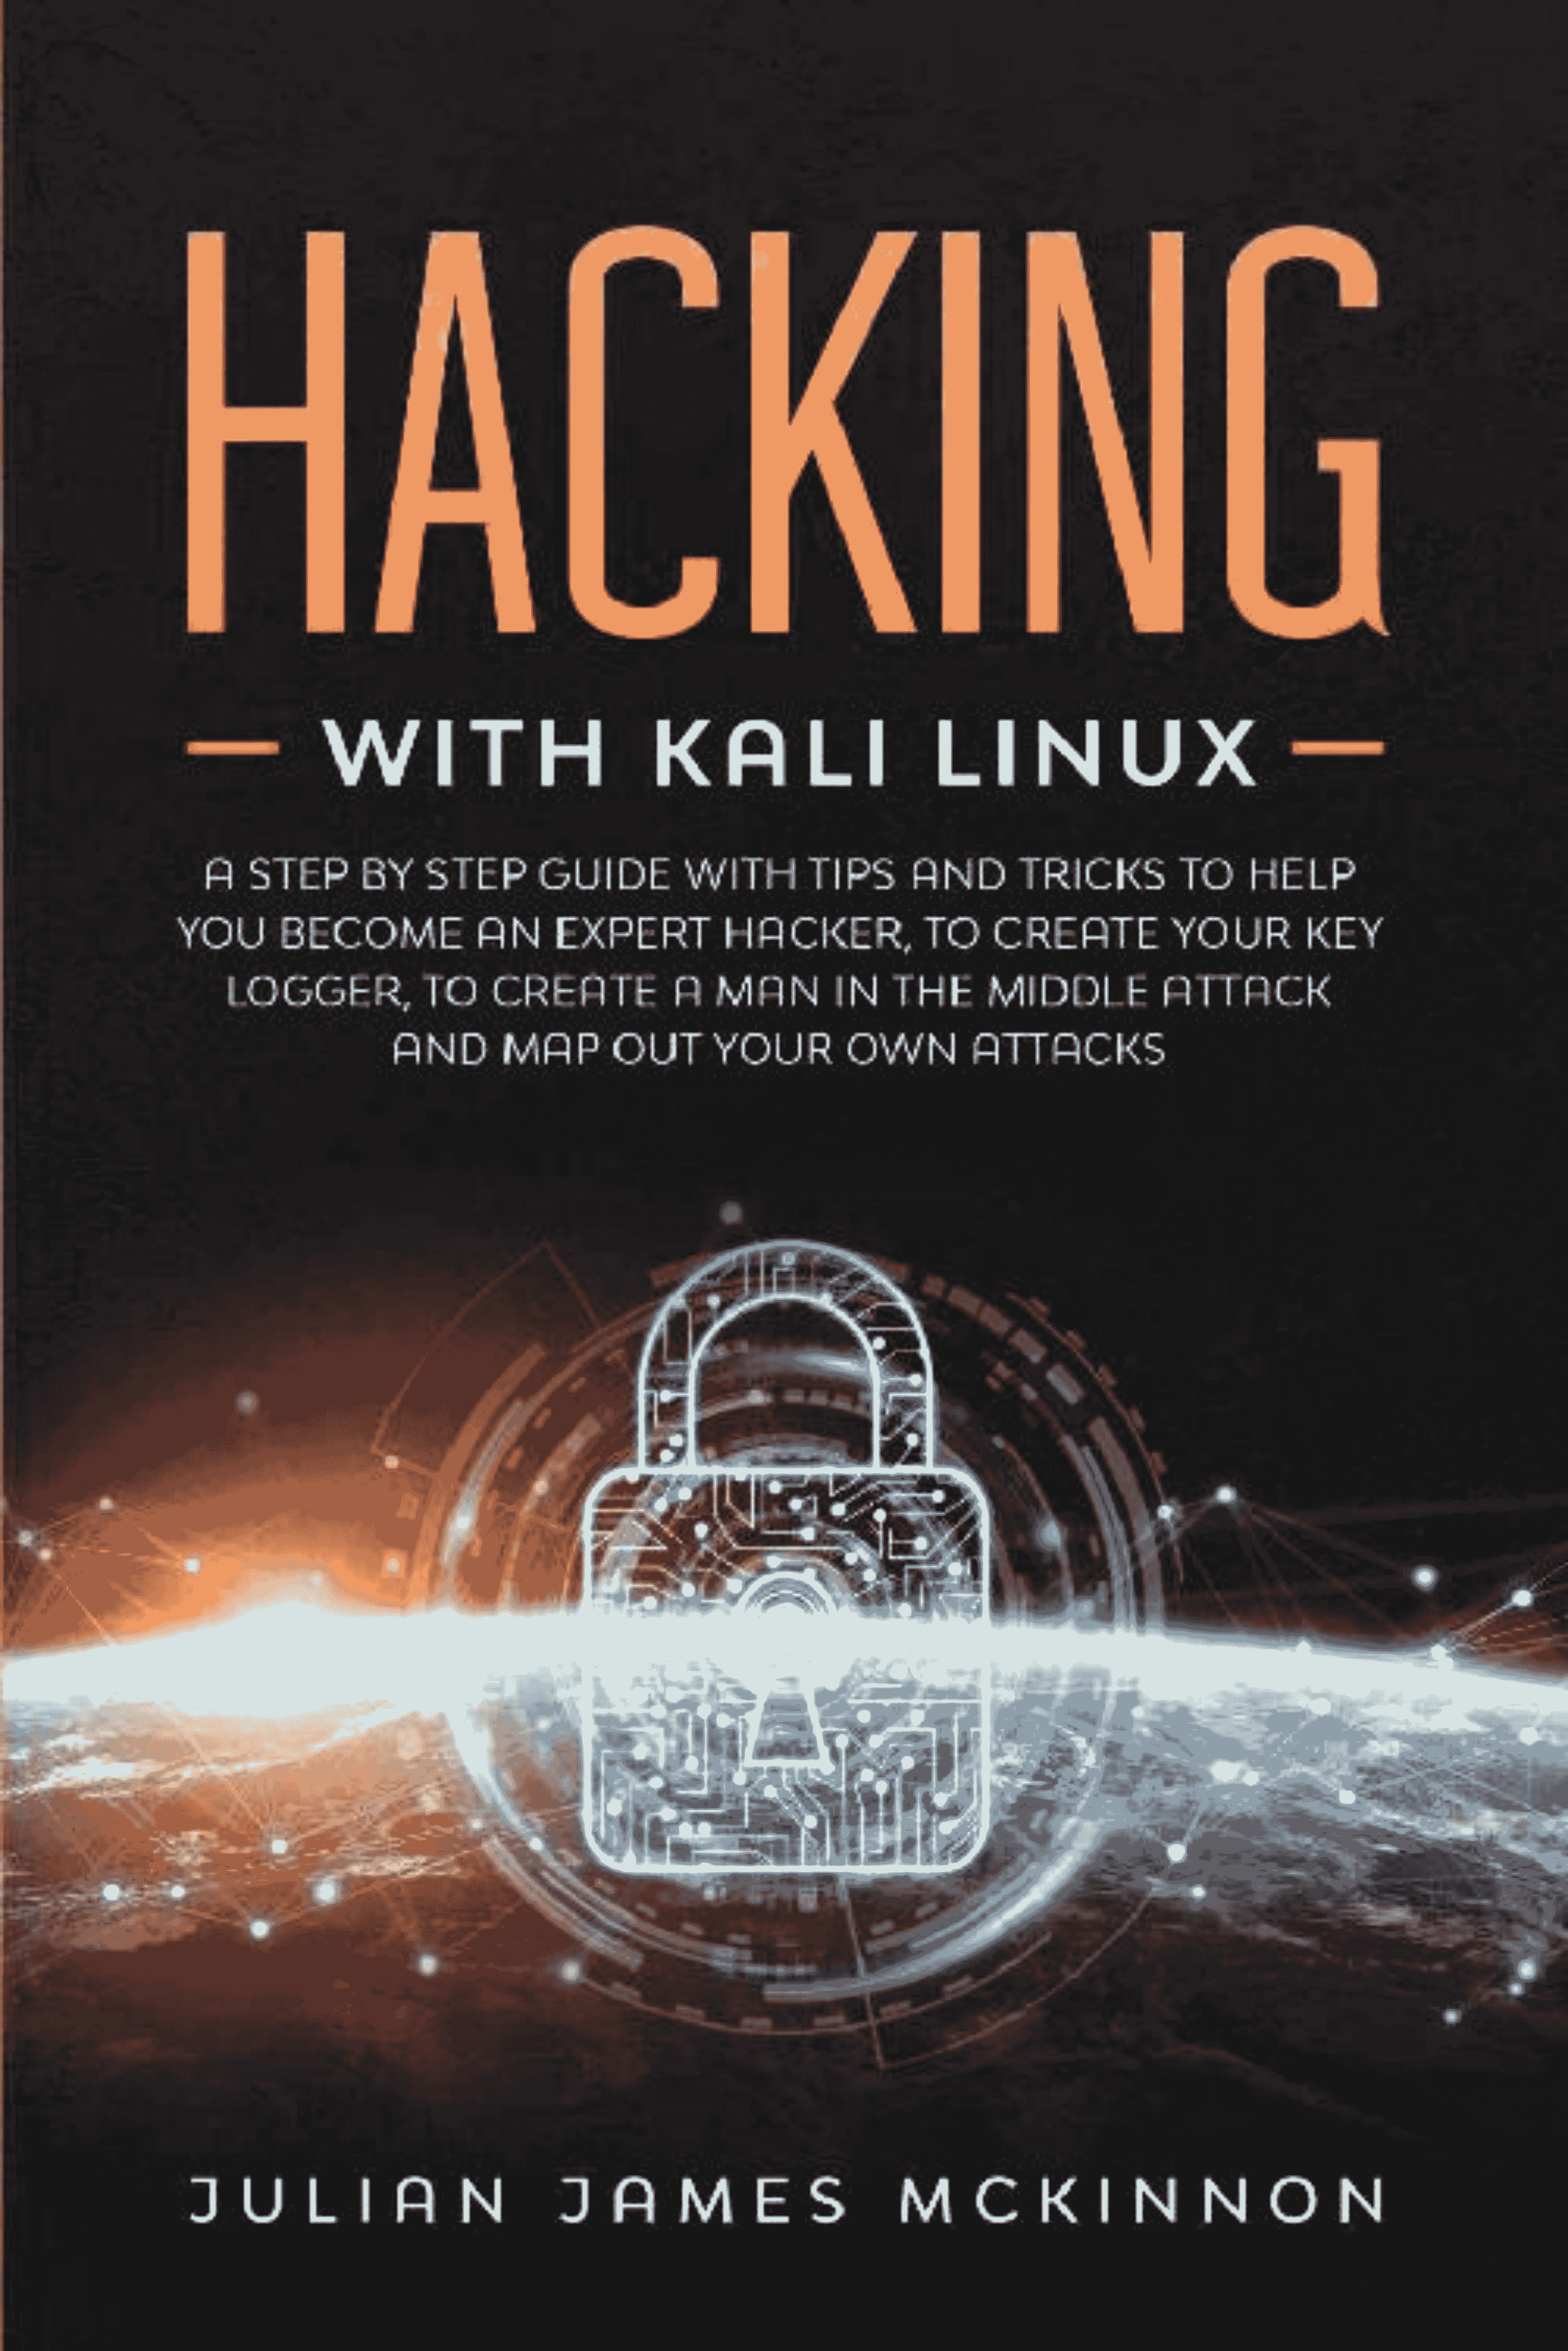 HACKING
WITH KALI LINUX
A STEP BY STEP GUIDE WITH TIPS AND TRICKS TO HELP
YOU BECOME AN EXPERT HACKER, TO CREATE YOUR KEY
LOGGER, TO CREATE A MAN IN THE MIDDLE ATTACK
AND MAP OUT YOUR OWN ATTACKS
JULIAN JAMES MCKINNON